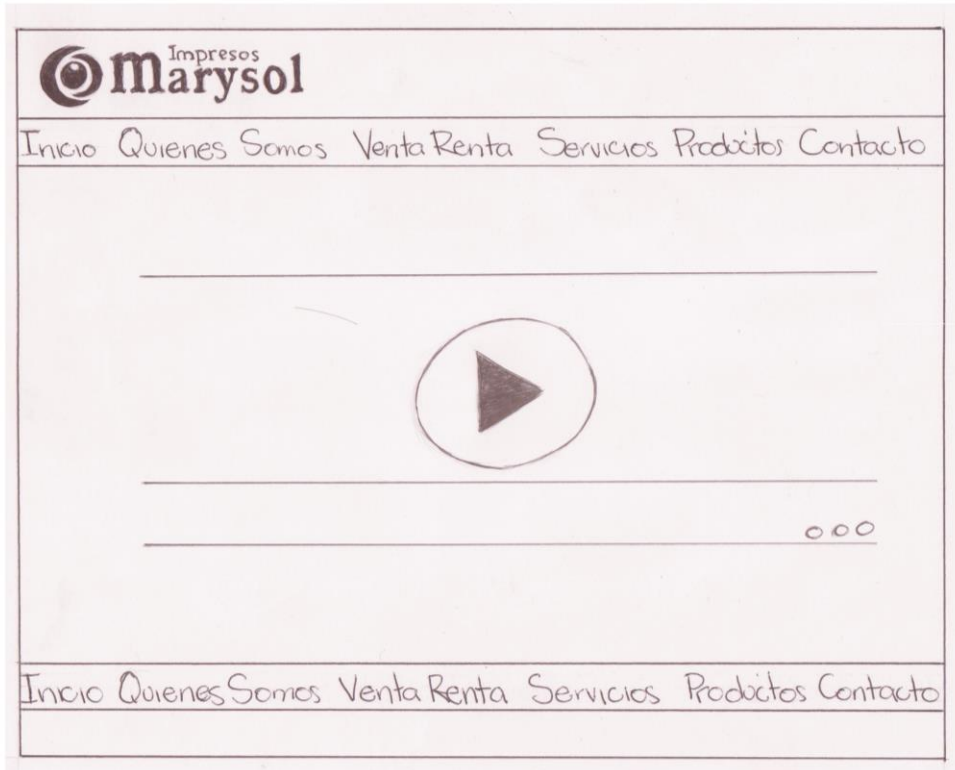 Impresos
Marysol
Inicio Quienes Somos Venta Renta Servicios Productos Contacto
Inicio Quienes Somos Venta Renta Servicios Productos Contacto